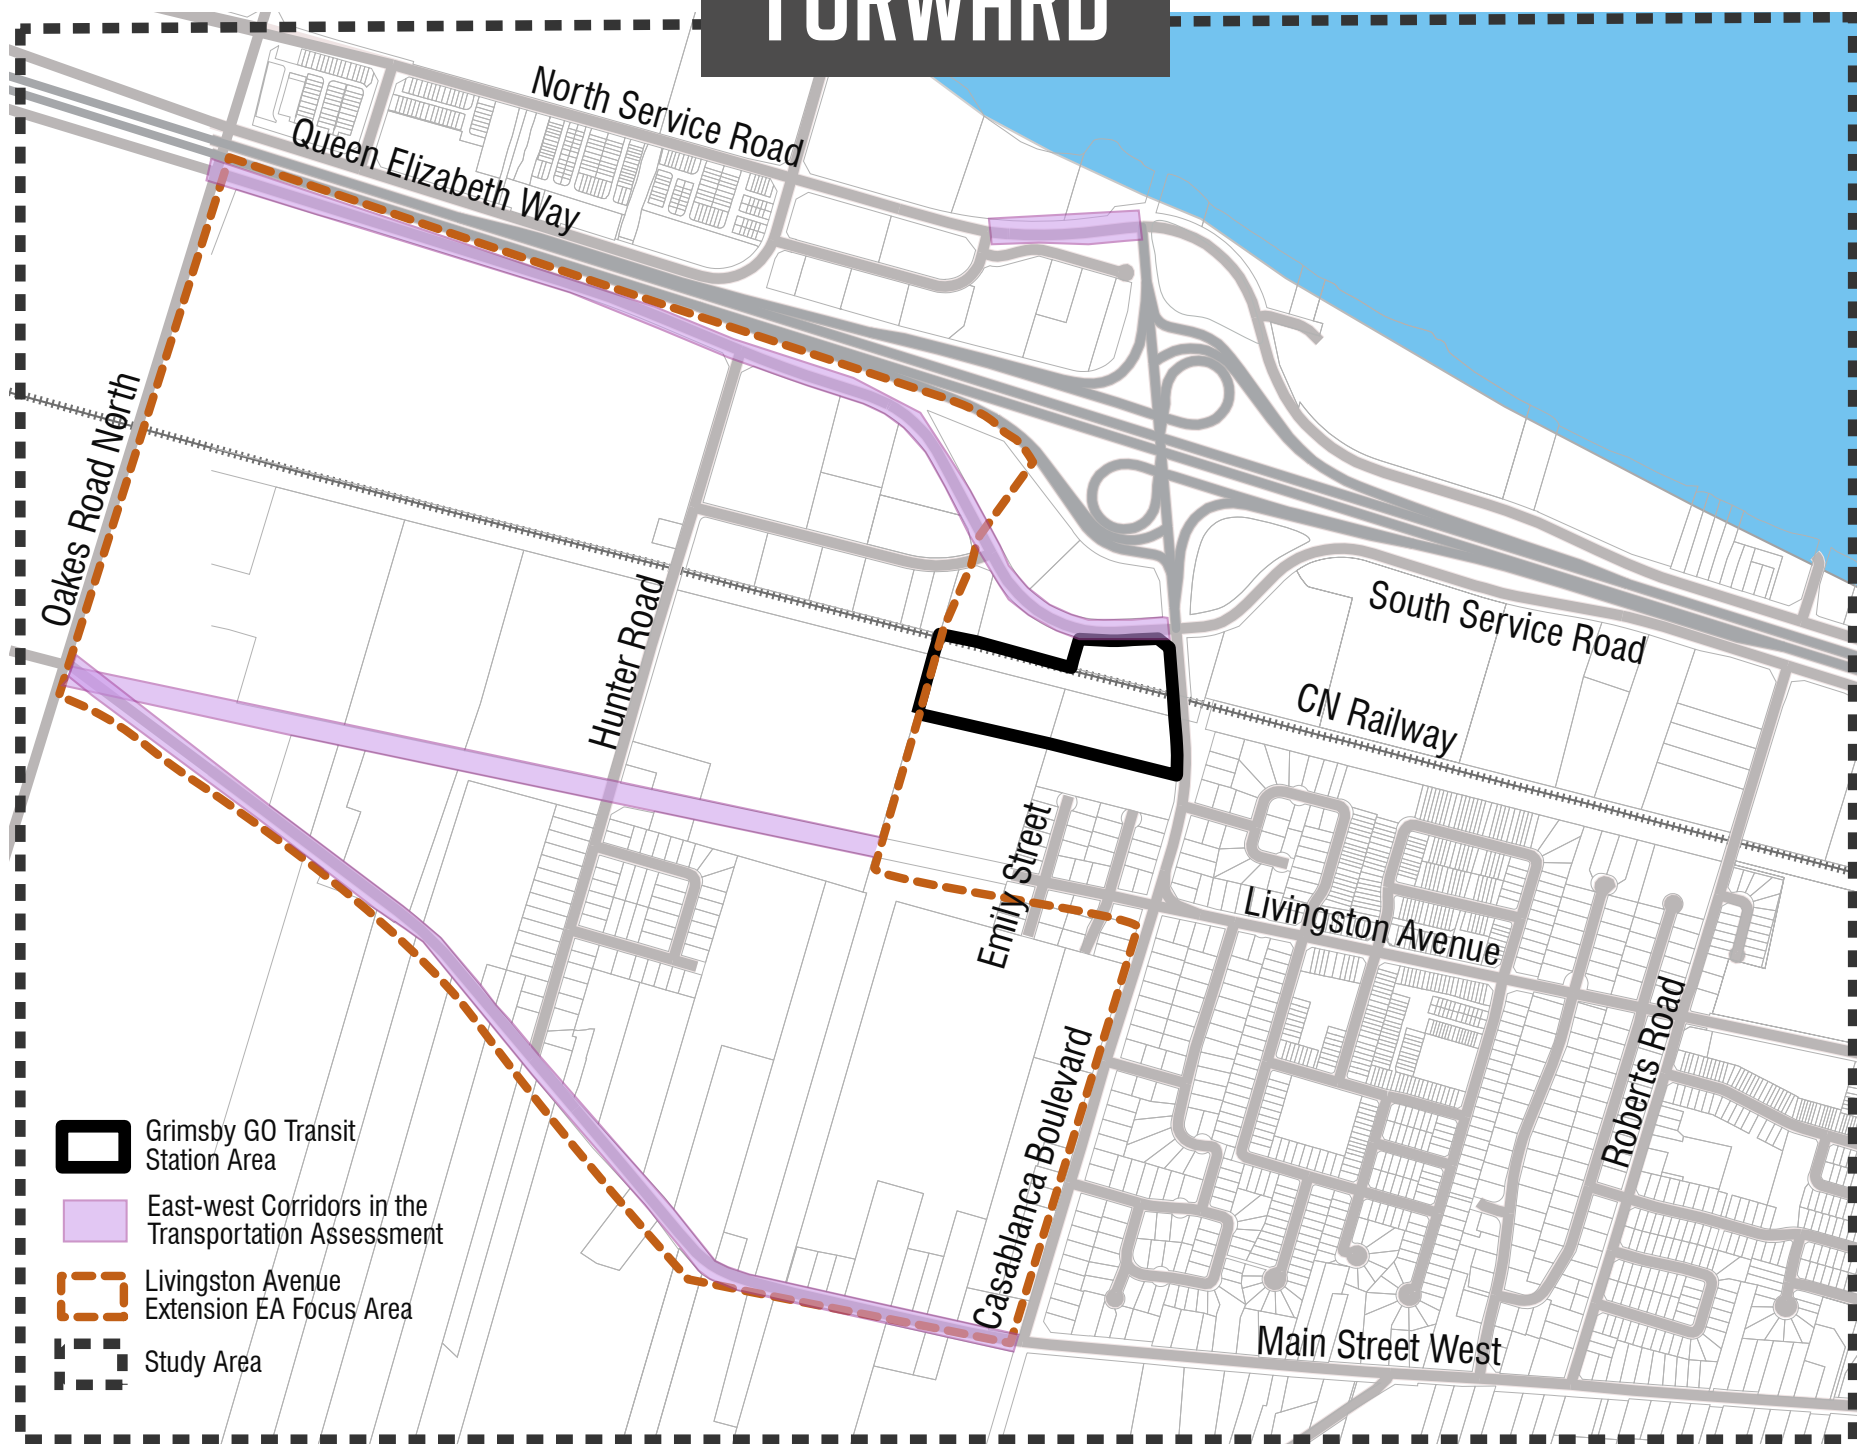 FORWARD
North Service Road
Queen Elizabeth Way
Oakes Road North
Hunter Road
South Service Road
CN Railway
Emily Street
Livingston Avenue
Casablanca Boulevard
Roberts Road
Main Street West
Grimsby GO Transit
Station Area
East-west Corridors in the
Transportation Assessment
Livingston Avenue
Extension EA Focus Area
Study Area